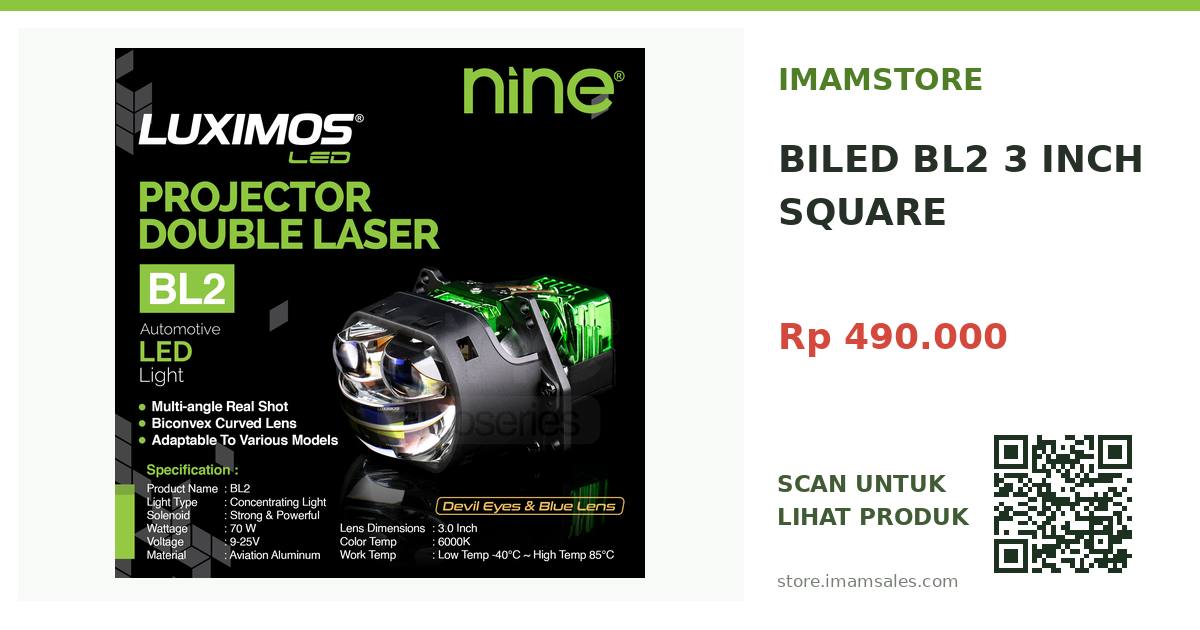 nine®
LUXIMOS®
LED
PROJECTOR
DOUBLE LASER
BL2
Automotive
LED
Light
Multi-angle Real Shot
Biconvex Curved Lens
Adaptable To Various Models
Specification :
Product Name : BL2
Light Type : Concentrating Light
Solenoid : Strong & Powerful
Wattage : 70 W
Voltage : 9-25V
Material : Aviation Aluminum
Devil Eyes & Blue Lens
Lens Dimensions : 3.0 Inch
Color Temp : 6000K
Work Temp : Low Temp -40°C ~ High Temp 85°C
IMAMSTORE
BILED BL2 3 INCH
SQUARE
Rp 490.000
SCAN UNTUK
LIHAT PRODUK
store.imamsales.com